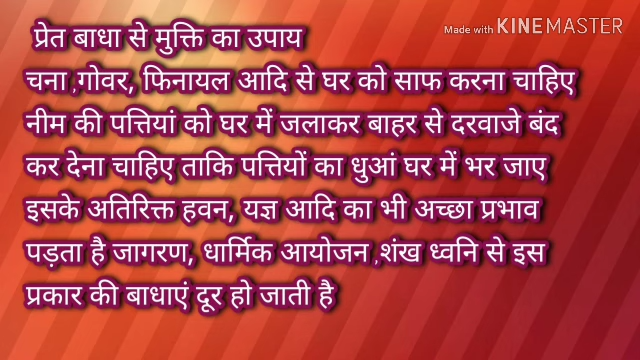 प्रेत बाधा से मुक्ति का उपाय
Made with KINEMASTER
चना ,गोवर, फिनायल आदि से घर को साफ करना चाहिए
नीम की पत्तियां को घर में जलाकर बाहर से दरवाजे बंद
कर देना चाहिए ताकि पत्तियों का धुआं घर में भर जाए
इसके अतिरिक्त हवन, यज्ञ आदि का भी अच्छा प्रभाव
पड़ता है जागरण, धार्मिक आयोजन ,शंख ध्वनि से इस
प्रकार की बाधाएं दूर हो जाती है